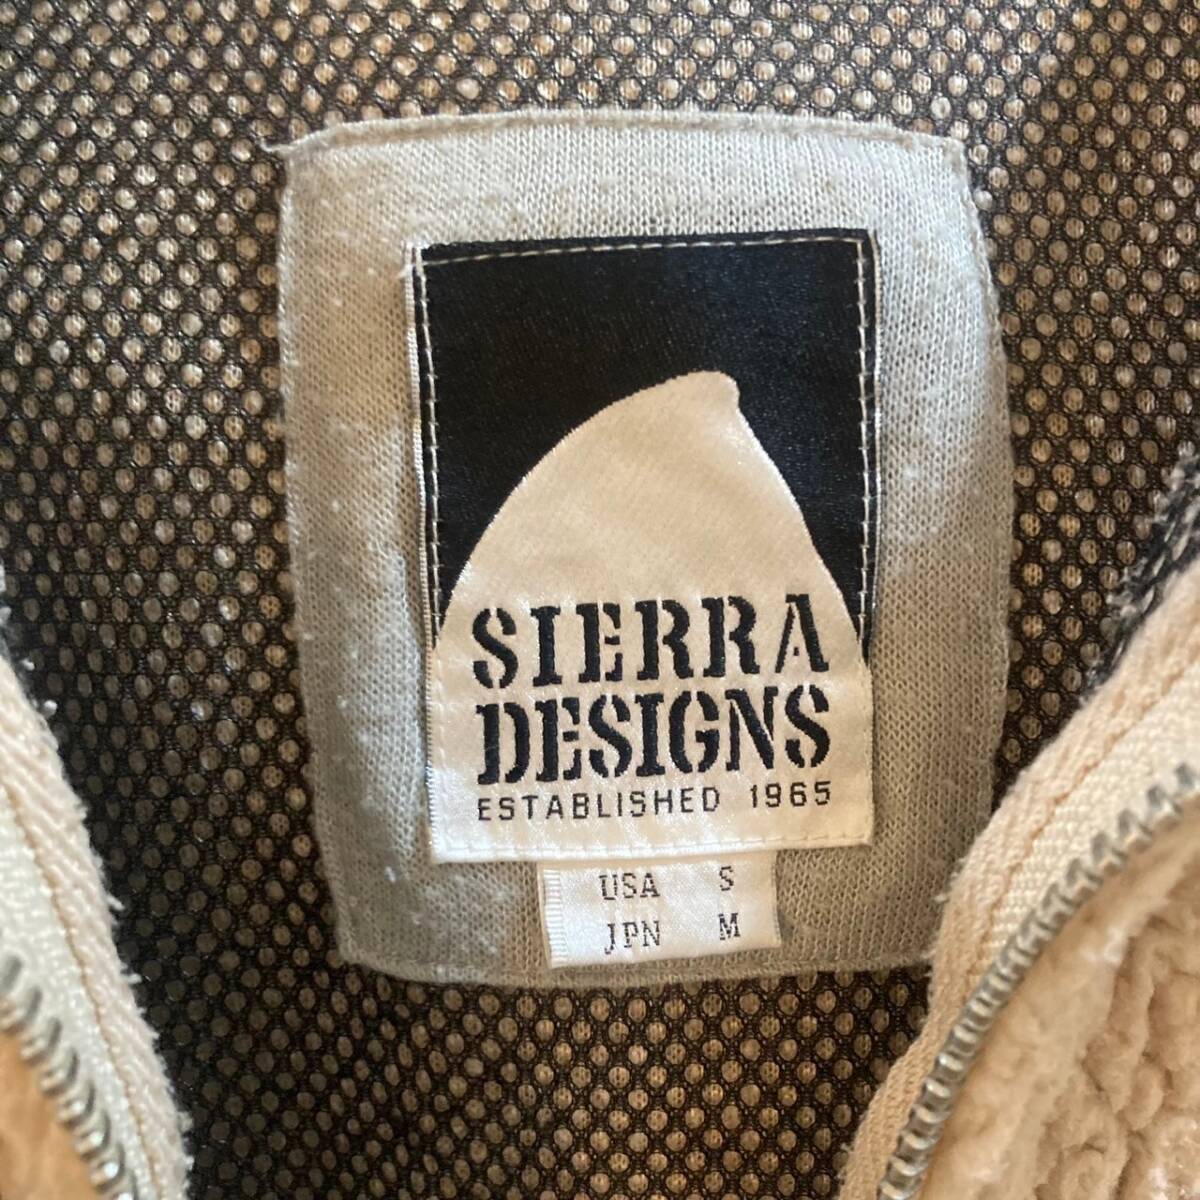 SIERRA
DESIGNS
ESTABLISHED 1965
USA S
JPN M